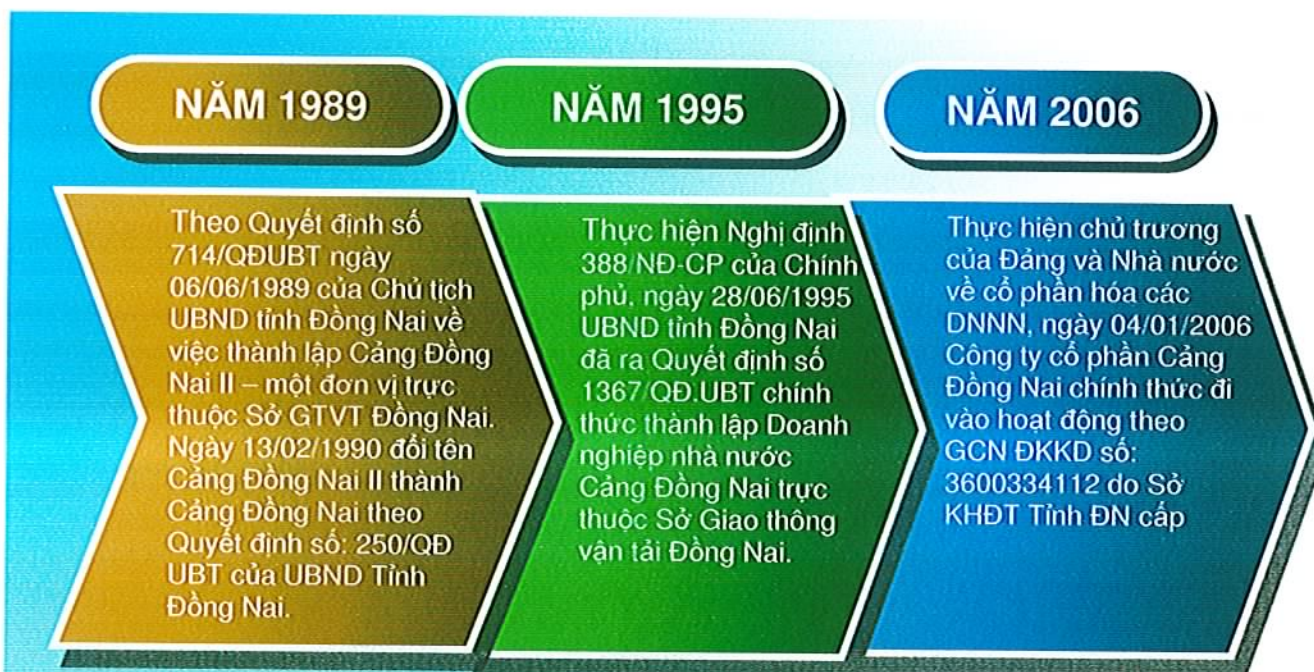 NĂM 1989
Theo Quyết định số
714/QĐUBT ngày
06/06/1989 của Chủ tịch
UBND tỉnh Đồng Nai về
việc thành lập Cảng Đồng
Nai II – một đơn vị trực
thuộc Sở GTVT Đồng Nai.
Ngày 13/02/1990 đổi tên
Cảng Đồng Nai II thành
Cảng Đồng Nai theo
Quyết định số: 250/QĐ
UBT của UBND Tỉnh
Đồng Nai.
NĂM 1995
Thực hiện Nghị định
388/NĐ-CP của Chính
phủ, ngày 28/06/1995
UBND tỉnh Đồng Nai
đã ra Quyết định số
1367/QĐ.UBT chính
thức thành lập Doanh
nghiệp nhà nước
Cảng Đồng Nai trực
thuộc Sở Giao thông
vận tải Đồng Nai.
NĂM 2006
Thực hiện chủ trương
của Đảng và Nhà nước
về cổ phần hóa các
DNNN, ngày 04/01/2006
Công ty cổ phần Cảng
Đồng Nai chính thức đi
vào hoạt động theo
GCN ĐKKD số:
3600334112 do Sở
KHĐT Tỉnh ĐN cấp